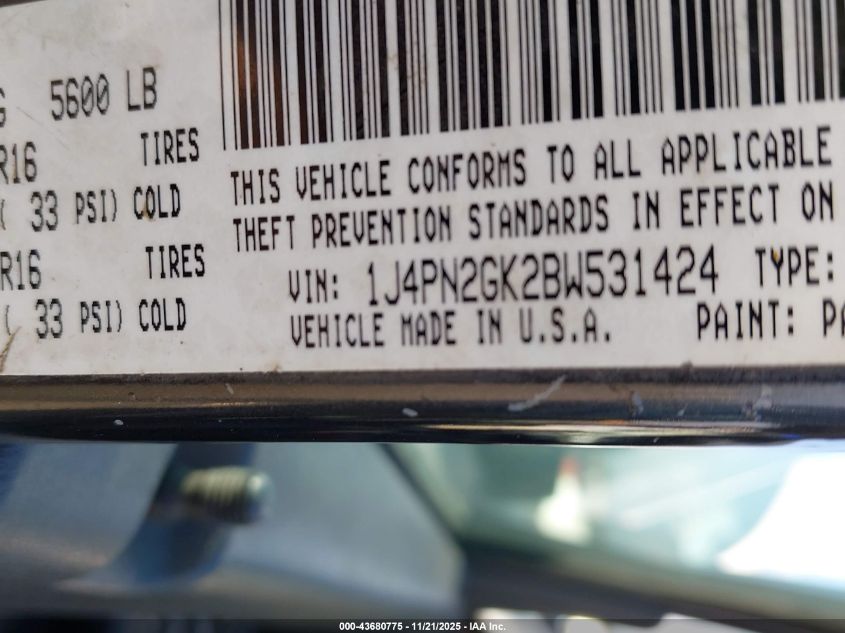 5600 LB
R16 TIRES
( 33 PSI) COLD
R16 TIRES
( 33 PSI) COLD
THIS VEHICLE CONFORMS TO ALL APPLICABLE
THEFT PREVENTION STANDARDS IN EFFECT ON
VIN: 1J4PN2GK2BW531424 TYPE:
VEHICLE MADE IN U.S.A. PAINT: PA
000-43680775 - 11/21/2025 - IAA Inc.